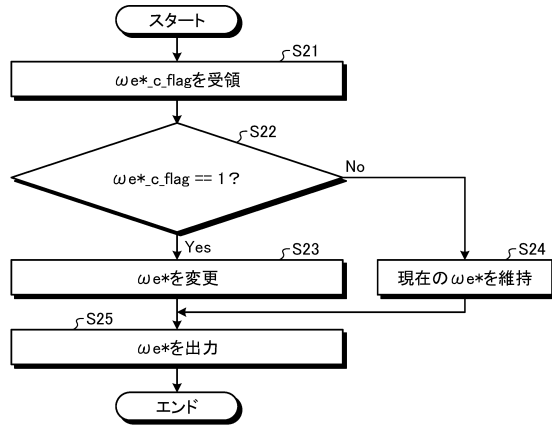 スタート
S21
ωe*_c_flagを受領
S22
ωe*_c_flag == 1?
No
Yes
S23
ωe*を変更
S24
現在のωe*を維持
S25
ωe*を出力
エンド